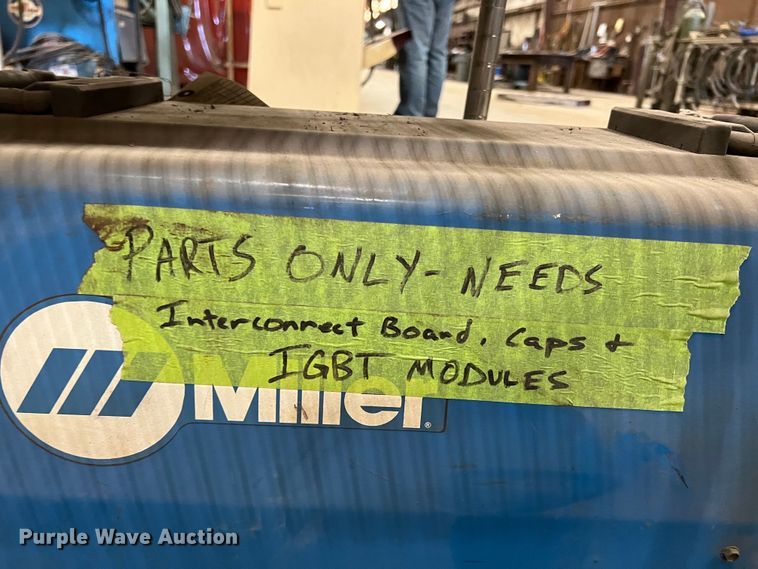 PARTS ONLY - NEEDS
Interconnect Board, Caps +
IGBT MODULES
Miller®
Purple Wave Auction